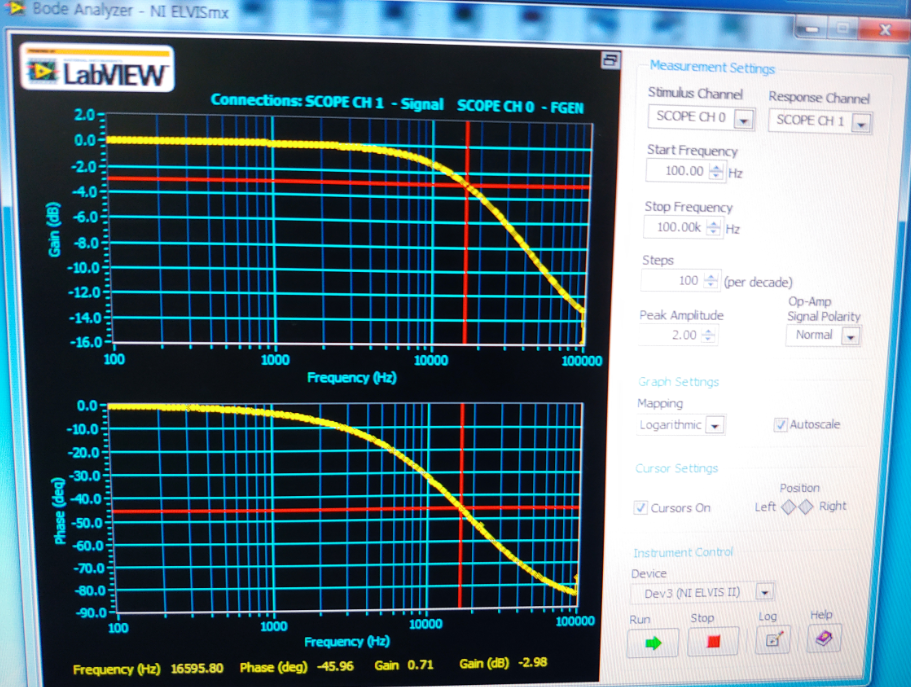 Bode Analyzer - NI ELVISmx
LabVIEW
Connections: SCOPE CH 1 - Signal SCOPE CH 0 - FGEN
2.0
0.0
-2.0
-4.0
-6.0
-8.0
-10.0
-12.0
-14.0
-16.0
Gain (dB)
100 1000 10000 100000
Frequency (Hz)
0.0
-10.0
-20.0
-30.0
-40.0
-50.0
-60.0
-70.0
-80.0
-90.0
Phase (deg)
100 1000 10000 100000
Frequency (Hz)
Frequency (Hz) 16595.80 Phase (deg) -45.96 Gain 0.71 Gain (dB) -2.98
Measurement Settings
Stimulus Channel Response Channel
SCOPE CH 0 SCOPE CH 1
Start Frequency
100.00 Hz
Stop Frequency
100.00k Hz
Steps
100 (per decade)
Peak Amplitude
2.00
Op-Amp
Signal Polarity
Normal
Graph Settings
Mapping
Logarithmic Autoscale
Cursor Settings
Cursors On
Position
Left Right
Instrument Control
Device
Dev3 (NI ELVIS II)
Run Stop Log Help